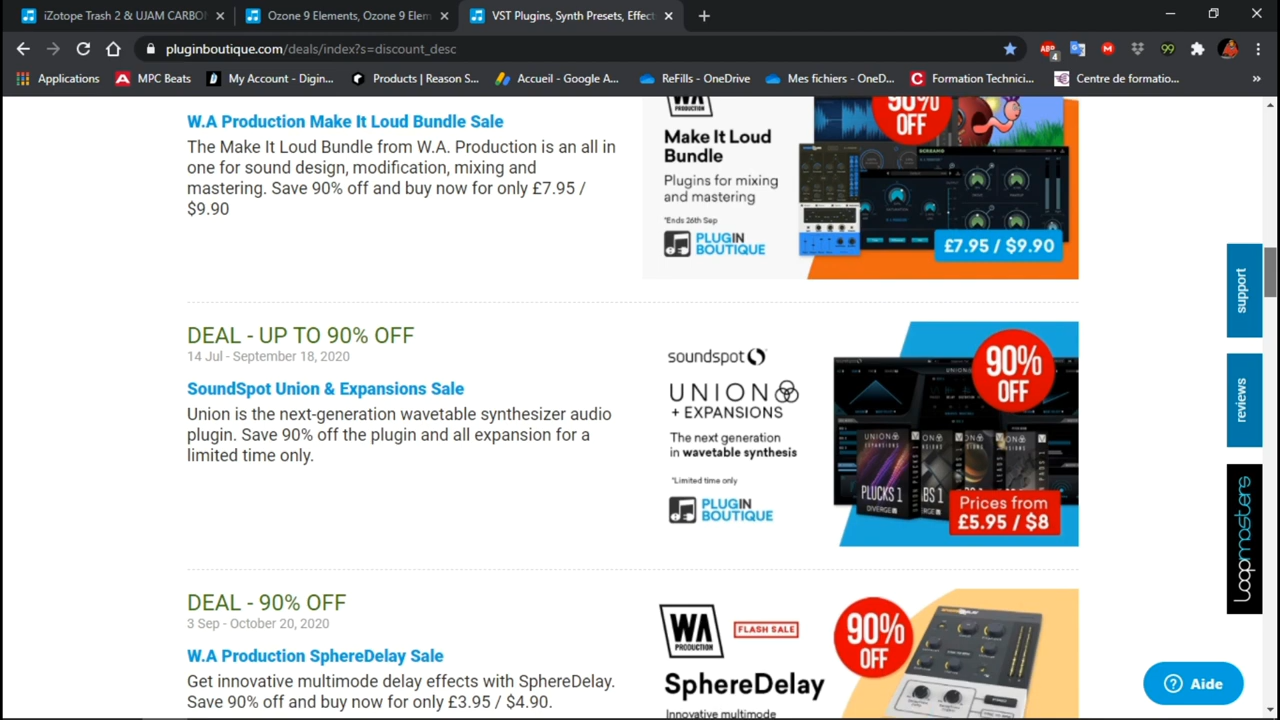 iZotope Trash 2 & UJAM CARBON
Ozone 9 Elements, Ozone 9 Elem
VST Plugins, Synth Presets, Effect
pluginboutique.com/deals/index?s=discount_desc
ABP
4
M
99
Applications
MPC Beats
My Account - Digin...
Products | Reason S...
Accueil - Google A...
ReFills - OneDrive
Mes fichiers - OneD...
Formation Technici...
Centre de formatio...
»
W.A Production Make It Loud Bundle Sale
The Make It Loud Bundle from W.A. Production is an all in
one for sound design, modification, mixing and
mastering. Save 90% off and buy now for only £7.95 /
$9.90
WA
PRODUCTION
Make It Loud
Bundle
Plugins for mixing
and mastering
*Ends 26th Sep
PLUGIN
BOUTIQUE
90%
OFF
£7.95 / $9.90
DEAL - UP TO 90% OFF
14 Jul - September 18, 2020
SoundSpot Union & Expansions Sale
Union is the next-generation wavetable synthesizer audio
plugin. Save 90% off the plugin and all expansion for a
limited time only.
soundspot
UNION
+ EXPANSIONS
The next generation
in wavetable synthesis
*Limited time only
PLUGIN
BOUTIQUE
90%
OFF
UNION
PLUCKS 1
DIVERGE
Prices from
£5.95 / $8
DEAL - 90% OFF
3 Sep - October 20, 2020
W.A Production SphereDelay Sale
Get innovative multimode delay effects with SphereDelay.
Save 90% off and buy now for only £3.95 / $4.90.
WA
PRODUCTION
FLASH SALE
SphereDelay
Innovative multimode
90%
OFF
support
reviews
Loopmasters
Aide